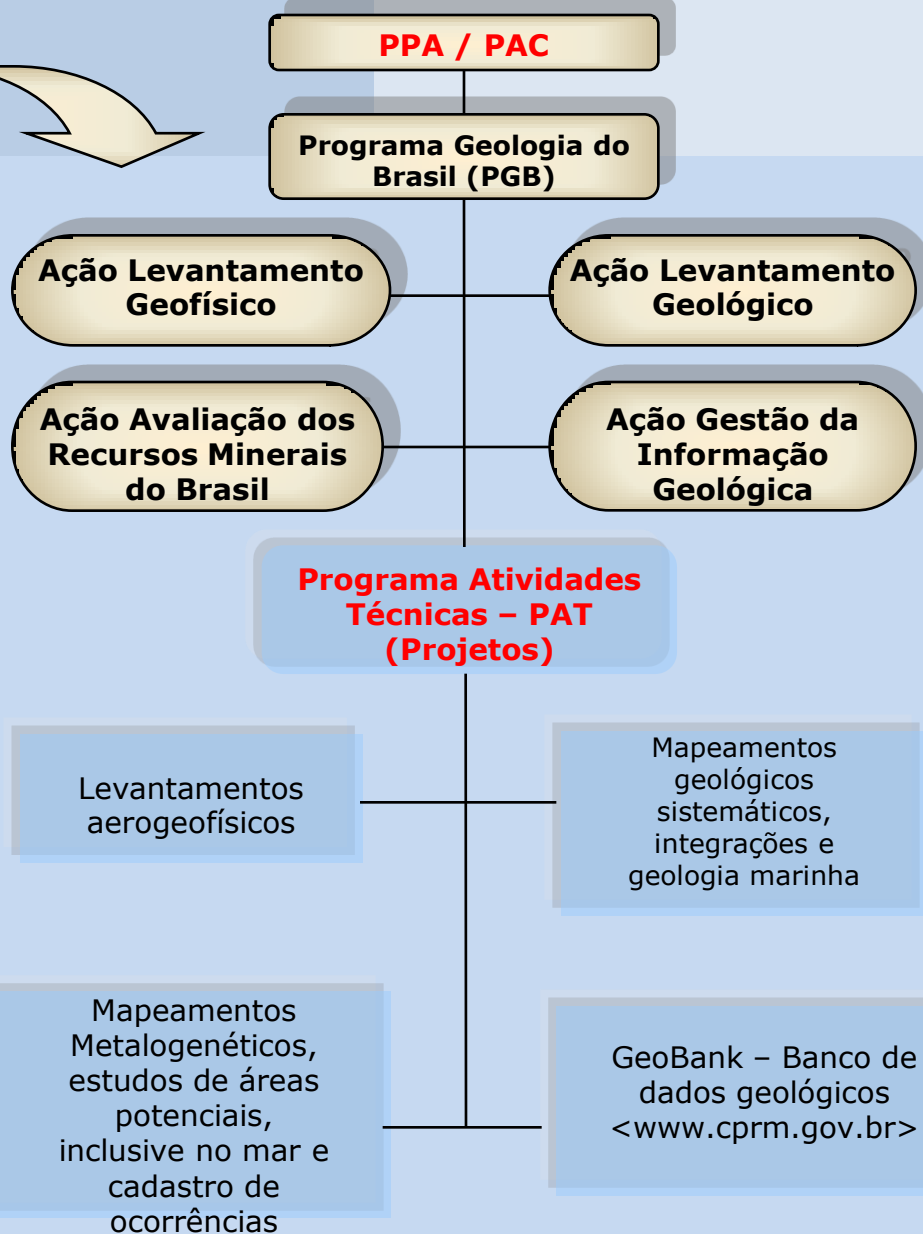 PPA / PAC
Programa Geologia do
Brasil (PGB)
Ação Levantamento
Geofísico
Ação Levantamento
Geológico
Ação Avaliação dos
Recursos Minerais
do Brasil
Ação Gestão da
Informação
Geológica
Programa Atividades
Técnicas – PAT
(Projetos)
Levantamentos
aerogeofísicos
Mapeamentos
geológicos
sistemáticos,
integrações e
geologia marinha
Mapeamentos
Metalogenéticos,
estudos de áreas
potenciais,
inclusive no mar e
cadastro de
ocorrências
GeoBank – Banco de
dados geológicos
<www.cprm.gov.br>